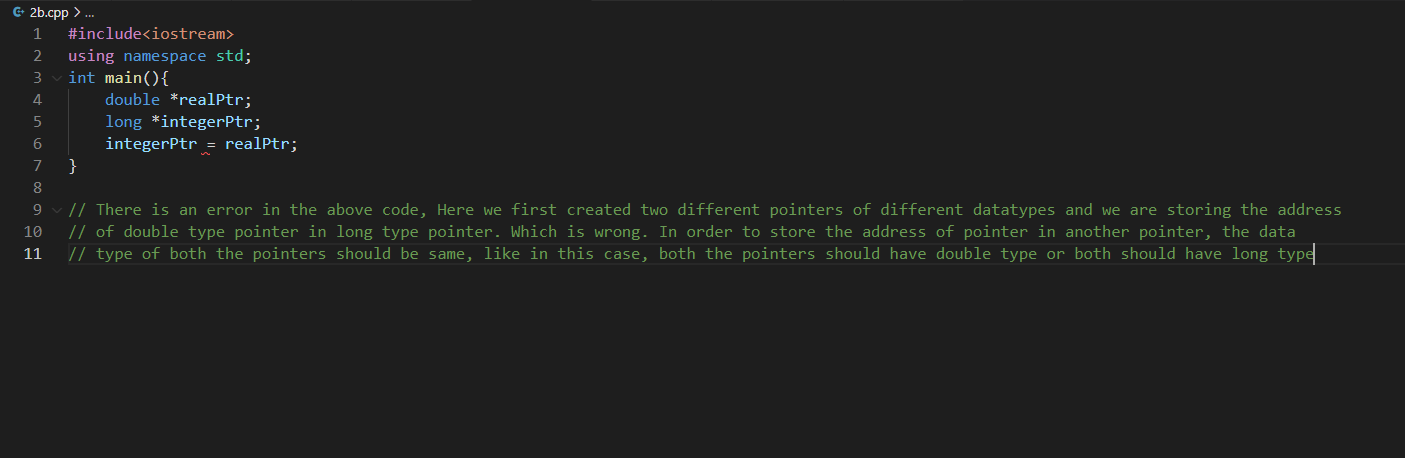 2b.cpp > ...
1 #include<iostream>
2 using namespace std;
3 int main(){
4     double *realPtr;
5     long *integerPtr;
6     integerPtr = realPtr;
7 }
8
9 // There is an error in the above code, Here we first created two different pointers of different datatypes and we are storing the address
10 // of double type pointer in long type pointer. Which is wrong. In order to store the address of pointer in another pointer, the data
11 // type of both the pointers should be same, like in this case, both the pointers should have double type or both should have long type